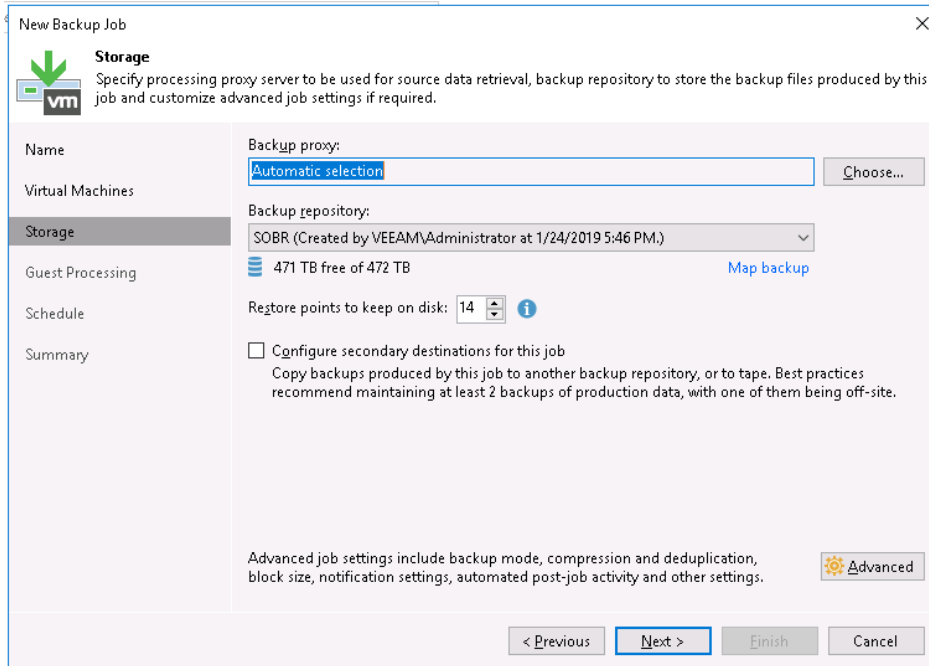 New Backup Job
Storage
Specify processing proxy server to be used for source data retrieval, backup repository to store the backup files produced by this
job and customize advanced job settings if required.
vm
Name
Virtual Machines
Storage
Guest Processing
Schedule
Summary
Backup proxy:
Automatic selection
Choose...
Backup repository:
SOBR (Created by VEEAM\Administrator at 1/24/2019 5:46 PM.)
471 TB free of 472 TB
Map backup
Restore points to keep on disk: 14
Configure secondary destinations for this job
Copy backups produced by this job to another backup repository, or to tape. Best practices
recommend maintaining at least 2 backups of production data, with one of them being off-site.
Advanced job settings include backup mode, compression and deduplication,
block size, notification settings, automated post-job activity and other settings.
Advanced
< Previous
Next >
Finish
Cancel